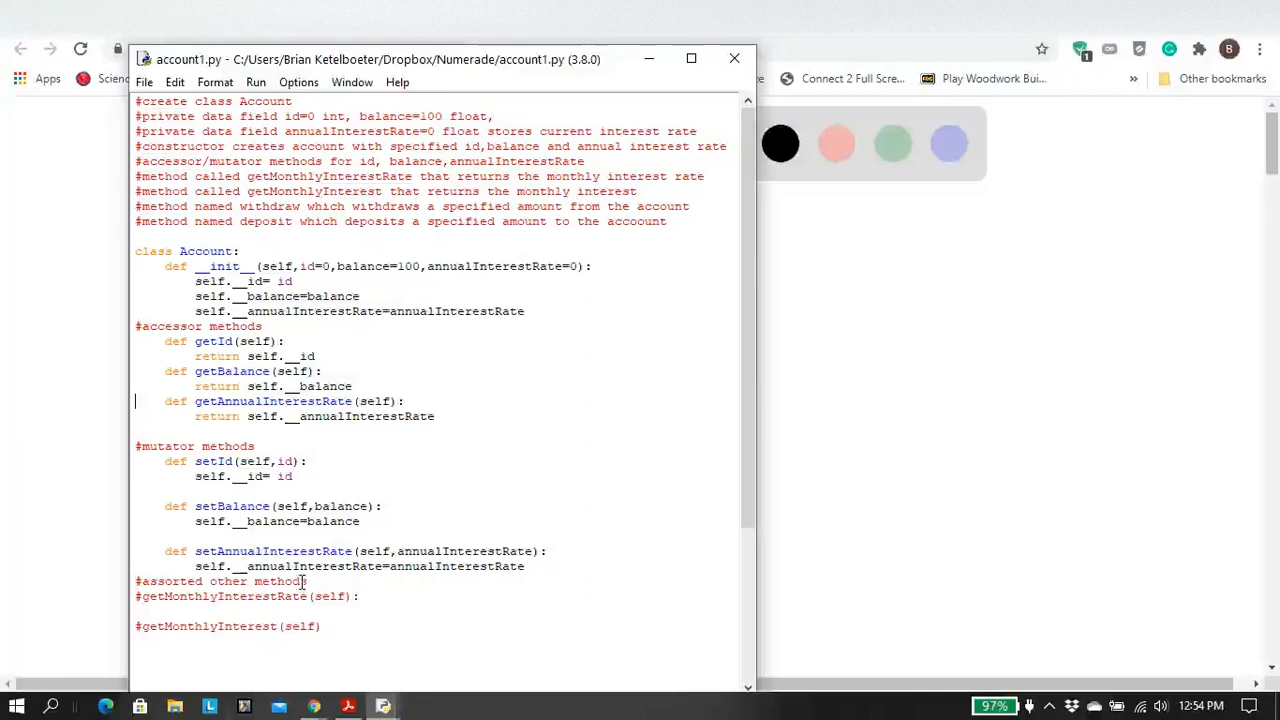 account1.py - C:/Users/Brian Ketelboeter/Dropbox/Numerade/account1.py (3.8.0)
B
File Edit Format Run Options Window Help
Apps
Scienc
Connect 2 Full Scre...
FDG Play Woodwork Bui...
»
Other bookmarks
1
#create class Account
#private data field id=0 int, balance=100 float,
#private data field annualInterestRate=0 float stores current interest rate
#constructor creates account with specified id,balance and annual interest rate
#accessor/mutator methods for id, balance,annualInterestRate
#method called getMonthlyInterestRate that returns the monthly interest rate
#method called getMonthlyInterest that returns the monthly interest
#method named withdraw which withdraws a specified amount from the account
#method named deposit which deposits a specified amount to the accoount
class Account:
def __init__(self,id=0,balance=100,annualInterestRate=0):
self.__id= id
self.__balance=balance
self.__annualInterestRate=annualInterestRate
#accessor methods
def getId(self):
return self.__id
def getBalance(self):
return self.__balance
def getAnnualInterestRate(self):
return self.__annualInterestRate
#mutator methods
def setId(self,id):
self.__id= id
def setBalance(self,balance):
self.__balance=balance
def setAnnualInterestRate(self,annualInterestRate):
self.__annualInterestRate=annualInterestRate
#assorted other methods
#getMonthlyInterestRate(self):
#getMonthlyInterest(self)
97%
12:54 PM